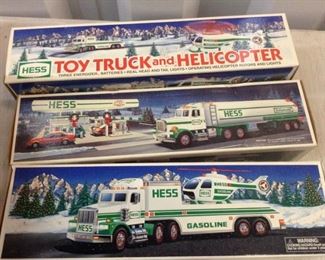 HESS
TOY TRUCK and HELICOPTER
THREE ENERGIZER BATTERIES • REAL HEAD AND TAIL LIGHTS • OPERATING HELICOPTER ROTORS AND LIGHTS
HESS
HESS
HESS
HESS
GASOLINE
WARNING: